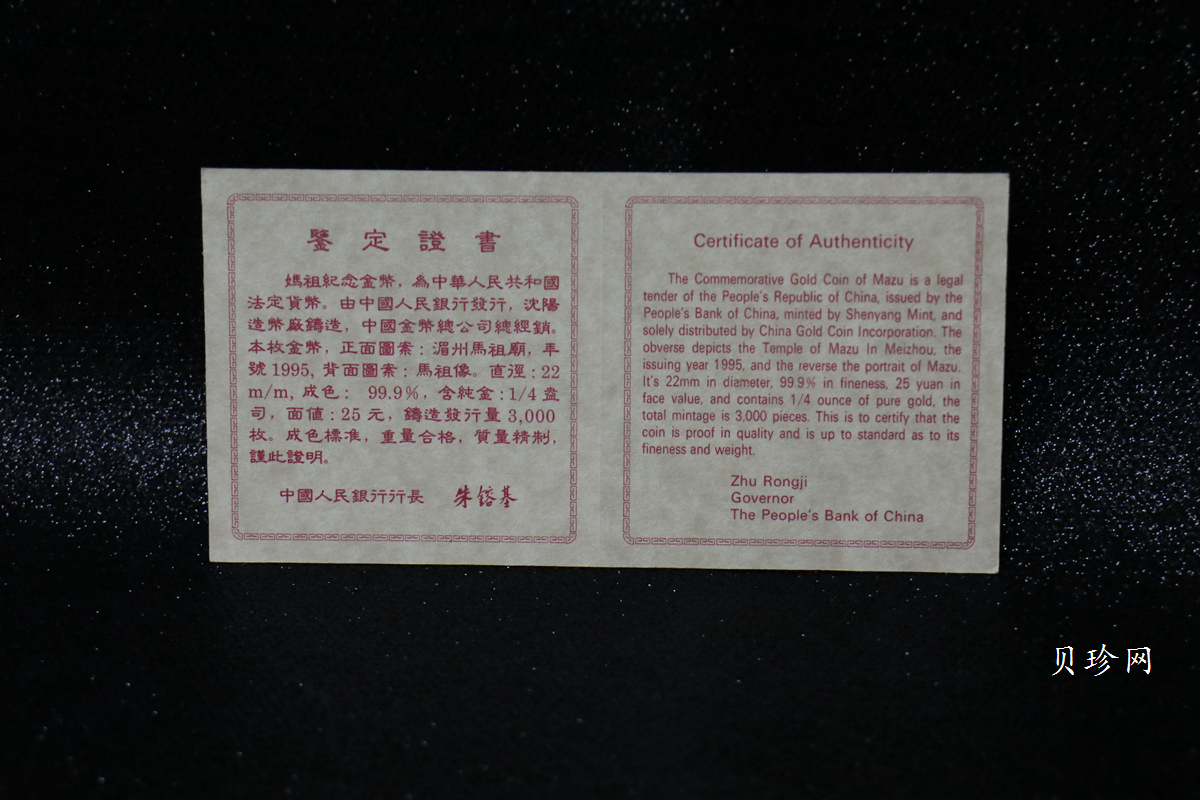 鑒定證書
媽祖紀念金幣，為中華人民共和國
法定貨幣。由中國人民銀行發行，沈陽
造幣廠鑄造，中國金幣總公司總經銷。
本枚金幣，正面圖案：湄州馬祖廟，年
號1995，背面圖案：馬祖像。直徑：22
m/m，成色： 99.9%，含純金：1/4盎
司，面值：25元，鑄造發行量3,000
枚。成色標准，重量合格，質量精制，
謹此證明。
中國人民銀行行長 朱鎔基
Certificate of Authenticity
The Commemorative Gold Coin of Mazu is a legal
tender of the People's Republic of China, issued by the
People's Bank of China, minted by Shenyang Mint, and
solely distributed by China Gold Coin Incorporation. The
obverse depicts the Temple of Mazu In Meizhou, the
issuing year 1995, and the reverse the portrait of Mazu.
It's 22mm in diameter, 99.9% in fineness, 25 yuan in
face value, and contains 1/4 ounce of pure gold, the
total mintage is 3,000 pieces. This is to certify that the
coin is proof in quality and is up to standard as to its
fineness and weight.
Zhu Rongji
Governor
The People's Bank of China
贝珍网